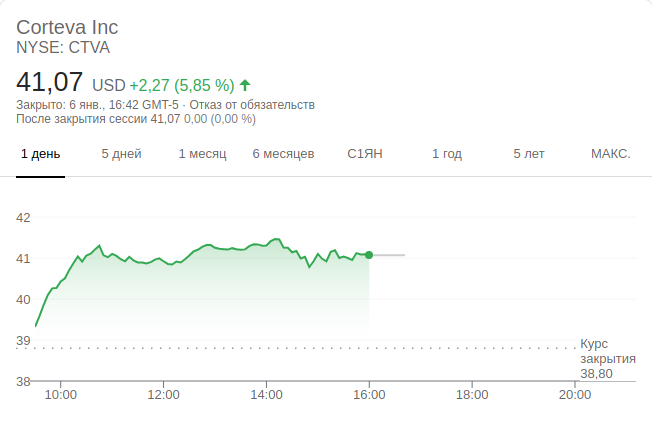 Corteva Inc
NYSE: CTVA
41,07 USD +2,27 (5,85 %)
Закрыто: 6 янв., 16:42 GMT-5 · Отказ от обязательств
После закрытия сессии 41,07 0,00 (0,00 %)
1 день 5 дней 1 месяц 6 месяцев С1ЯН 1 год 5 лет МАКС.
42
41
40
39
Курс
закрытия
38,80
38
10:00 12:00 14:00 16:00 18:00 20:00